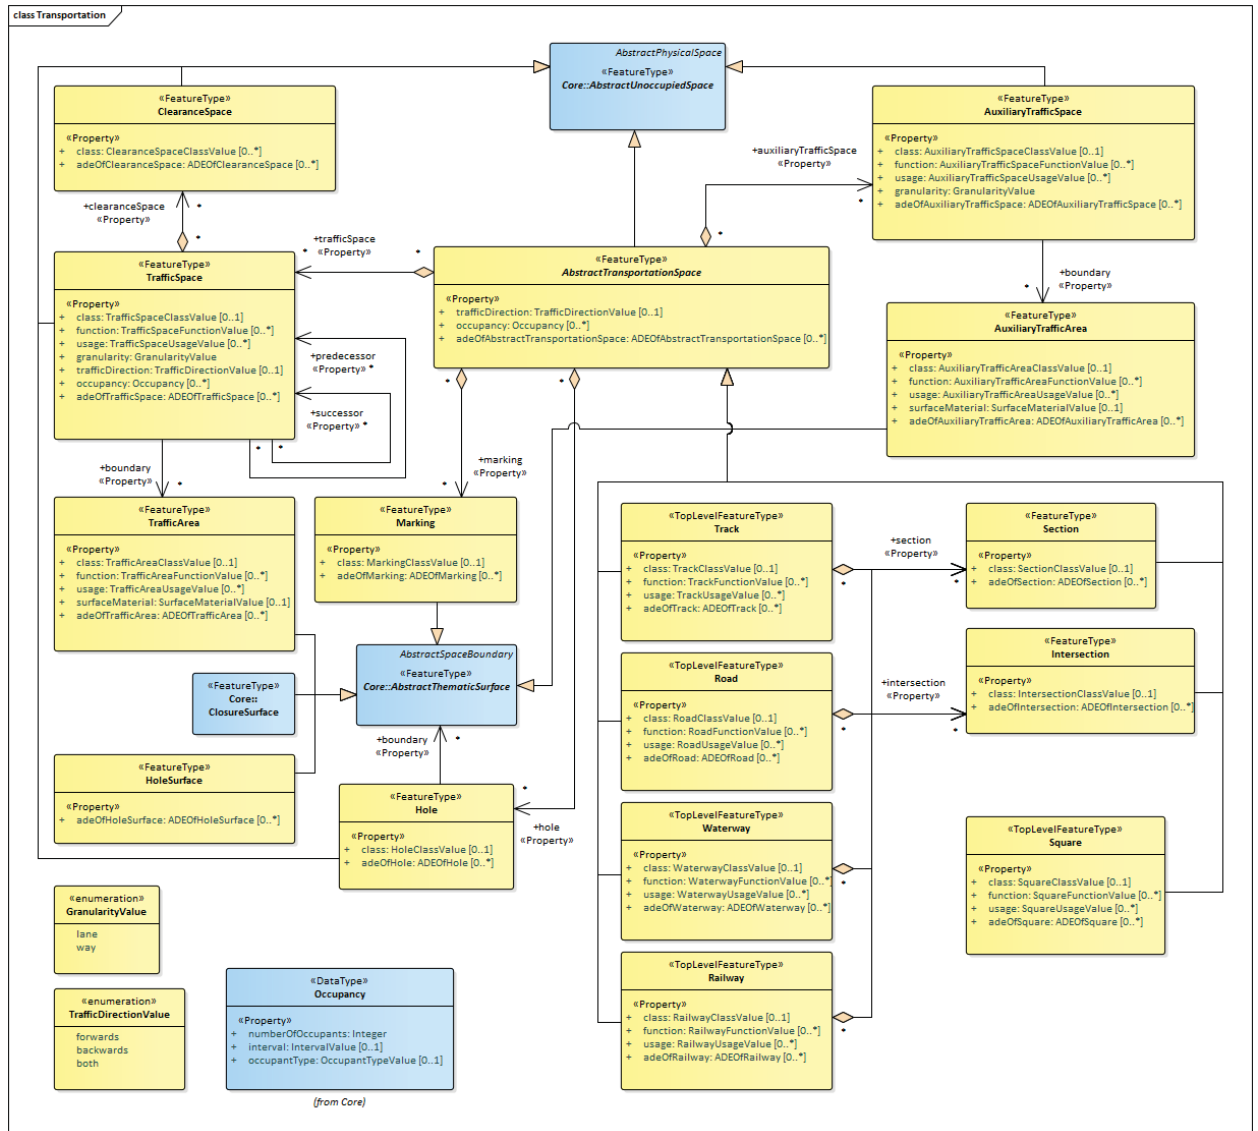 class Transportation
AbstractPhysicalSpace
«FeatureType»
Core::AbstractUnoccupiedSpace
«FeatureType»
ClearanceSpace
«Property»
+ class: ClearanceSpaceClassValue [0..*]
+ adeOfClearanceSpace: ADEOfClearanceSpace [0..*]
«FeatureType»
AuxiliaryTrafficSpace
«Property»
+ class: AuxiliaryTrafficSpaceClassValue [0..1]
+ function: AuxiliaryTrafficSpaceFunctionValue [0..*]
+ usage: AuxiliaryTrafficSpaceUsageValue [0..*]
+ granularity: GranularityValue
+ adeOfAuxiliaryTrafficSpace: ADEOfAuxiliaryTrafficSpace [0..*]
+auxiliaryTrafficSpace
«Property»
*
*
+clearanceSpace
«Property»
*
*
+trafficSpace
«Property»
*
*
«FeatureType»
TrafficSpace
«Property»
+ class: TrafficSpaceClassValue [0..1]
+ function: TrafficSpaceFunctionValue [0..*]
+ usage: TrafficSpaceUsageValue [0..*]
+ granularity: GranularityValue
+ trafficDirection: TrafficDirectionValue [0..1]
+ occupancy: Occupancy [0..*]
+ adeOfTrafficSpace: ADEOfTrafficSpace [0..*]
«FeatureType»
AbstractTransportationSpace
«Property»
+ trafficDirection: TrafficDirectionValue [0..1]
+ occupancy: Occupancy [0..*]
+ adeOfAbstractTransportationSpace: ADEOfAbstractTransportationSpace [0..*]
+boundary
«Property»
*
«FeatureType»
AuxiliaryTrafficArea
«Property»
+ class: AuxiliaryTrafficAreaClassValue [0..1]
+ function: AuxiliaryTrafficAreaFunctionValue [0..*]
+ usage: AuxiliaryTrafficAreaUsageValue [0..*]
+ surfaceMaterial: SurfaceMaterialValue [0..1]
+ adeOfAuxiliaryTrafficArea: ADEOfAuxiliaryTrafficArea [0..*]
+predecessor
«Property» *
+successor
«Property» *
*
*
*
*
+boundary
«Property»
*
+marking
«Property»
*
«FeatureType»
TrafficArea
«Property»
+ class: TrafficAreaClassValue [0..1]
+ function: TrafficAreaFunctionValue [0..*]
+ usage: TrafficAreaUsageValue [0..*]
+ surfaceMaterial: SurfaceMaterialValue [0..1]
+ adeOfTrafficArea: ADEOfTrafficArea [0..*]
«FeatureType»
Marking
«Property»
+ class: MarkingClassValue [0..1]
+ adeOfMarking: ADEOfMarking [0..*]
«TopLevelFeatureType»
Track
«Property»
+ class: TrackClassValue [0..1]
+ function: TrackFunctionValue [0..*]
+ usage: TrackUsageValue [0..*]
+ adeOfTrack: ADEOfTrack [0..*]
+section
«Property»
*
*
«FeatureType»
Section
«Property»
+ class: SectionClassValue [0..1]
+ adeOfSection: ADEOfSection [0..*]
AbstractSpaceBoundary
«FeatureType»
Core::AbstractThematicSurface
«FeatureType»
Core::
ClosureSurface
«TopLevelFeatureType»
Road
«Property»
+ class: RoadClassValue [0..1]
+ function: RoadFunctionValue [0..*]
+ usage: RoadUsageValue [0..*]
+ adeOfRoad: ADEOfRoad [0..*]
+intersection
«Property»
*
*
«FeatureType»
Intersection
«Property»
+ class: IntersectionClassValue [0..1]
+ adeOfIntersection: ADEOfIntersection [0..*]
+boundary
«Property»
*
«FeatureType»
HoleSurface
«Property»
+ adeOfHoleSurface: ADEOfHoleSurface [0..*]
«FeatureType»
Hole
«Property»
+ class: HoleClassValue [0..1]
+ adeOfHole: ADEOfHole [0..*]
*
+hole
«Property»
«TopLevelFeatureType»
Waterway
«Property»
+ class: WaterwayClassValue [0..1]
+ function: WaterwayFunctionValue [0..*]
+ usage: WaterwayUsageValue [0..*]
+ adeOfWaterway: ADEOfWaterway [0..*]
*
«TopLevelFeatureType»
Square
«Property»
+ class: SquareClassValue [0..1]
+ function: SquareFunctionValue [0..*]
+ usage: SquareUsageValue [0..*]
+ adeOfSquare: ADEOfSquare [0..*]
«enumeration»
GranularityValue
lane
way
«enumeration»
TrafficDirectionValue
forwards
backwards
both
«DataType»
Occupancy
«Property»
+ numberOfOccupants: Integer
+ interval: IntervalValue [0..1]
+ occupantType: OccupantTypeValue [0..1]
(from Core)
«TopLevelFeatureType»
Railway
«Property»
+ class: RailwayClassValue [0..1]
+ function: RailwayFunctionValue [0..*]
+ usage: RailwayUsageValue [0..*]
+ adeOfRailway: ADEOfRailway [0..*]
*